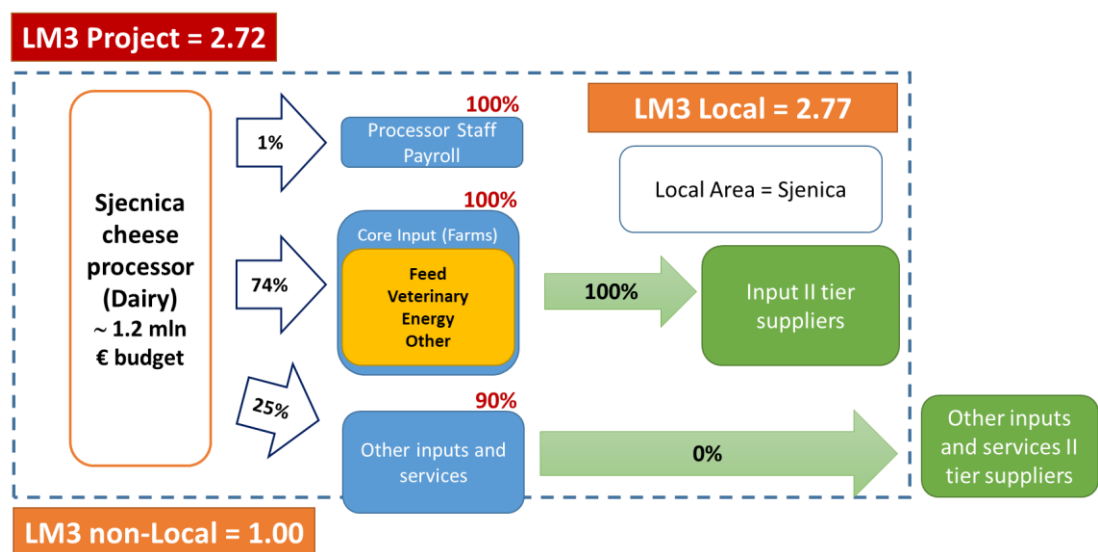 LM3 Project = 2.72
100%
LM3 Local = 2.77
1%
Processor Staff
Payroll
Local Area = Sjenica
Sjecnica
cheese
processor
(Dairy)
~ 1.2 mln
€ budget
100%
Core Input (Farms)
74%
Feed
Veterinary
Energy
Other
100%
Input II tier
suppliers
25%
90%
Other inputs and
services
0%
Other inputs
and services II
tier suppliers
LM3 non-Local = 1.00